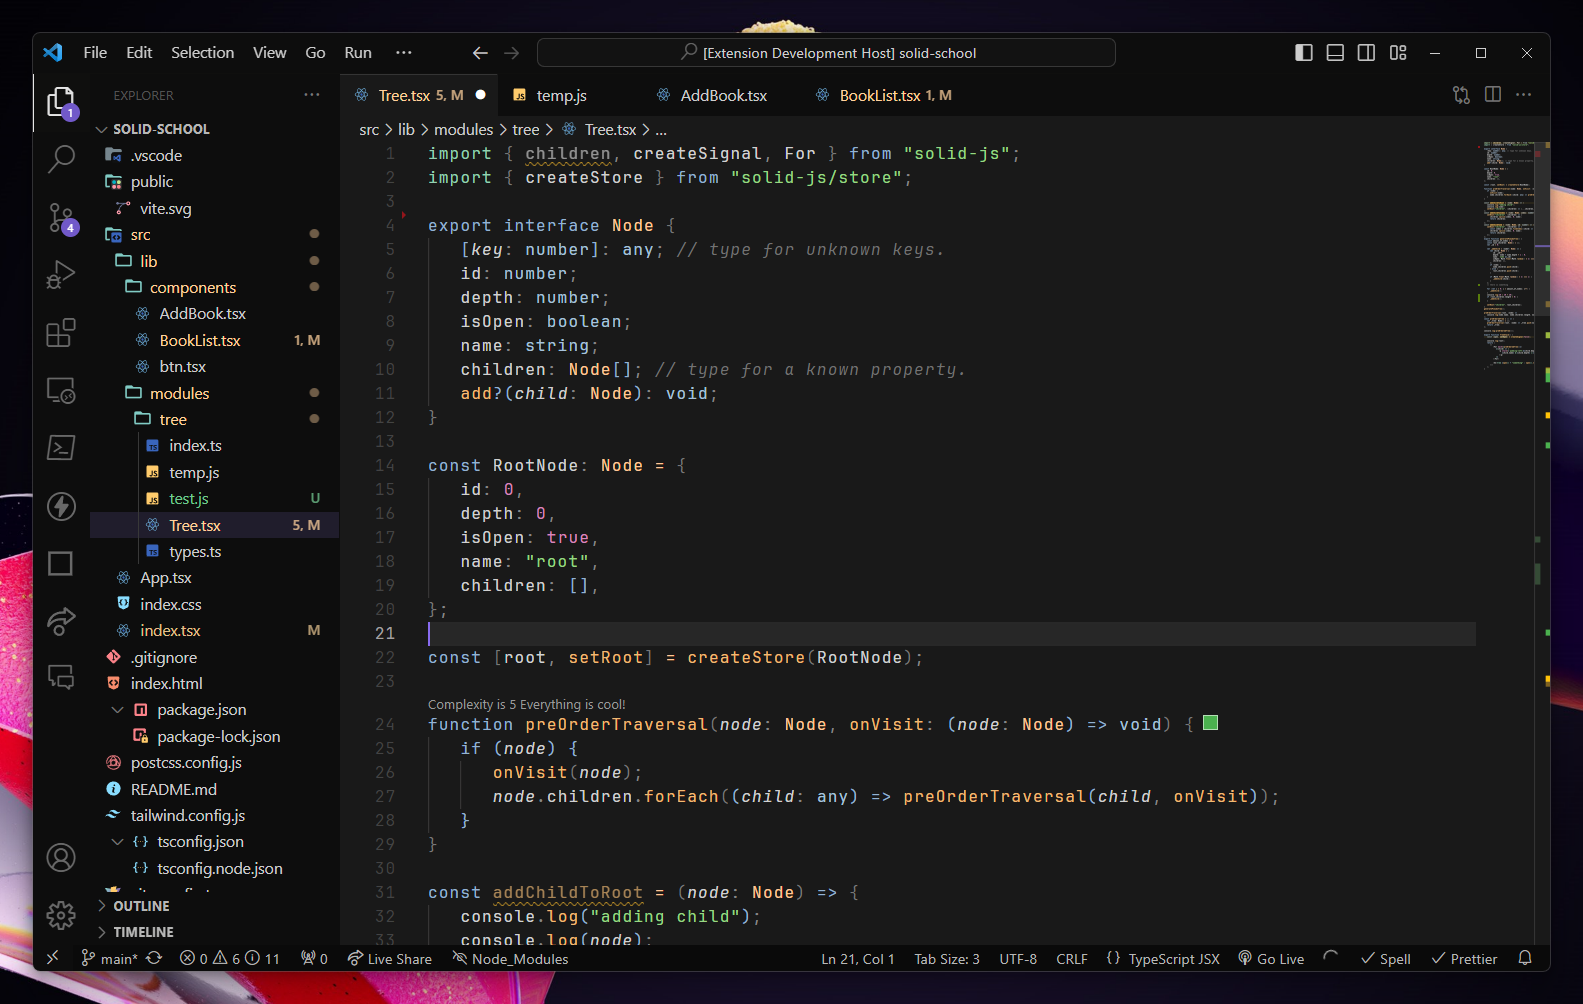 File Edit Selection View Go Run ··· [Extension Development Host] solid-school
EXPLORER ···
SOLID-SCHOOL
.vscode
public
vite.svg
src
lib
components
AddBook.tsx
BookList.tsx 1, M
btn.tsx
modules
tree
index.ts
temp.js
test.js U
Tree.tsx 5, M
types.ts
App.tsx
index.css
index.tsx M
.gitignore
index.html
package.json
package-lock.json
postcss.config.js
README.md
tailwind.config.js
tsconfig.json
tsconfig.node.json
OUTLINE
TIMELINE
1
4
Tree.tsx 5, M temp.js AddBook.tsx BookList.tsx 1, M
src > lib > modules > tree > Tree.tsx > ...
1 import { children, createSignal, For } from "solid-js";
2 import { createStore } from "solid-js/store";
3
4 export interface Node {
5 [key: number]: any; // type for unknown keys.
6 id: number;
7 depth: number;
8 isOpen: boolean;
9 name: string;
10 children: Node[]; // type for a known property.
11 add?(child: Node): void;
12 }
13
14 const RootNode: Node = {
15 id: 0,
16 depth: 0,
17 isOpen: true,
18 name: "root",
19 children: [],
20 };
21
22 const [root, setRoot] = createStore(RootNode);
23
Complexity is 5 Everything is cool!
24 function preOrderTraversal(node: Node, onVisit: (node: Node) => void) {
25 if (node) {
26 onVisit(node);
27 node.children.forEach((child: any) => preOrderTraversal(child, onVisit));
28 }
29 }
30
31 const addChildToRoot = (node: Node) => {
32 console.log("adding child");
33 console.log(node);
main* 0 6 11 0 Live Share Node_Modules Ln 21, Col 1 Tab Size: 3 UTF-8 CRLF {} TypeScript JSX Go Live Spell Prettier